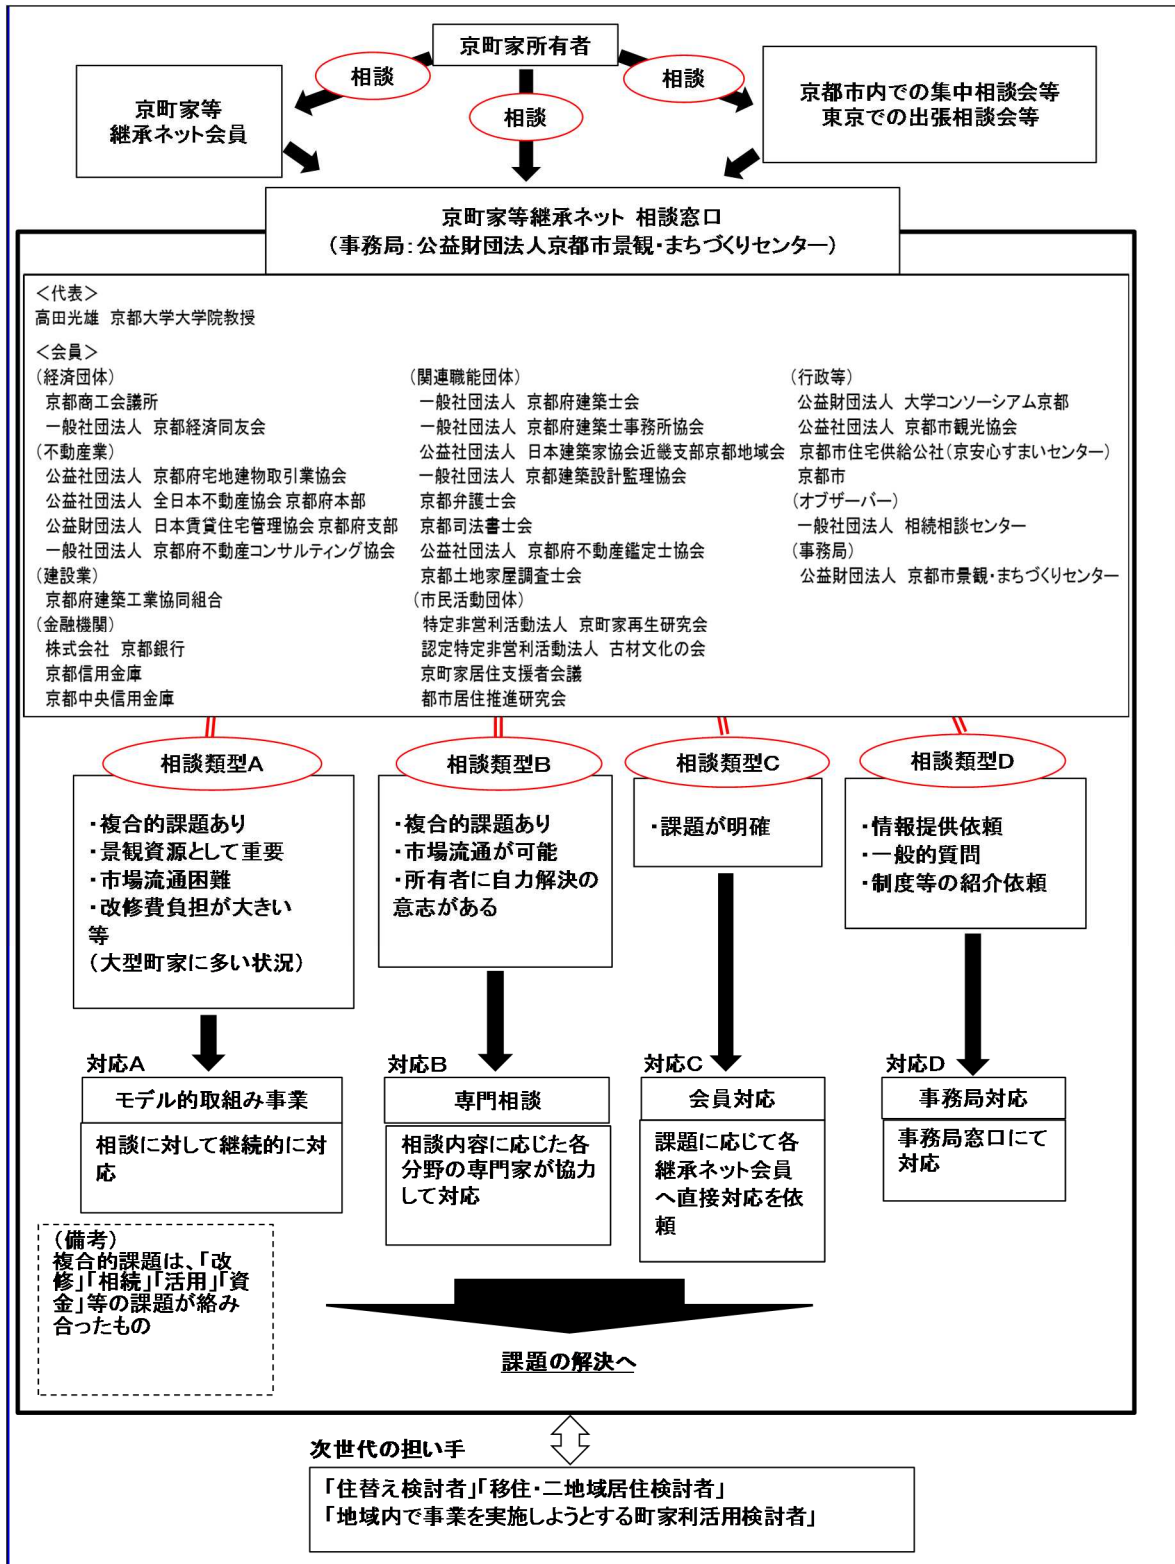 京町家所有者
相談
相談
相談
京町家等
継承ネット会員
京都市内での集中相談会等
東京での出張相談会等
京町家等継承ネット 相談窓口
（事務局：公益財団法人京都市景観・まちづくりセンター）
＜代表＞
高田光雄 京都大学大学院教授
＜会員＞
（経済団体）
京都商工会議所
一般社団法人 京都経済同友会
（不動産業）
公益社団法人 京都府宅地建物取引業協会
公益社団法人 全日本不動産協会 京都府本部
公益財団法人 日本賃貸住宅管理協会 京都府支部
一般社団法人 京都府不動産コンサルティング協会
（建設業）
京都府建築工業協同組合
（金融機関）
株式会社 京都銀行
京都信用金庫
京都中央信用金庫
（関連職能団体）
一般社団法人 京都府建築士会
一般社団法人 京都府建築士事務所協会
公益社団法人 日本建築家協会近畿支部京都地域会
一般社団法人 京都建築設計監理協会
京都弁護士会
京都司法書士会
公益社団法人 京都府不動産鑑定士協会
京都土地家屋調査士会
（市民活動団体）
特定非営利活動法人 京町家再生研究会
認定特定非営利活動法人 古材文化の会
京町家居住支援者会議
都市居住推進研究会
（行政等）
公益財団法人 大学コンソーシアム京都
公益社団法人 京都市観光協会
京都市住宅供給公社（京安心すまいセンター）
京都市
（オブザーバー）
一般社団法人 相続相談センター
（事務局）
公益財団法人 京都市景観・まちづくりセンター
相談類型A
・複合的課題あり
・景観資源として重要
・市場流通困難
・改修費負担が大きい
等
（大型町家に多い状況）
相談類型B
・複合的課題あり
・市場流通が可能
・所有者に自力解決の
意志がある
相談類型C
・課題が明確
相談類型D
・情報提供依頼
・一般的質問
・制度等の紹介依頼
対応A
モデル的取組み事業
相談に対して継続的に対
応
対応B
専門相談
相談内容に応じた各
分野の専門家が協力
して対応
対応C
会員対応
課題に応じて各
継承ネット会員
へ直接対応を依
頼
対応D
事務局対応
事務局窓口にて
対応
（備考）
複合的課題は、「改
修」「相続」「活用」「資
金」等の課題が絡み
合ったもの
課題の解決へ
次世代の担い手
「住替え検討者」「移住・二地域居住検討者」
「地域内で事業を実施しようとする町家利活用検討者」